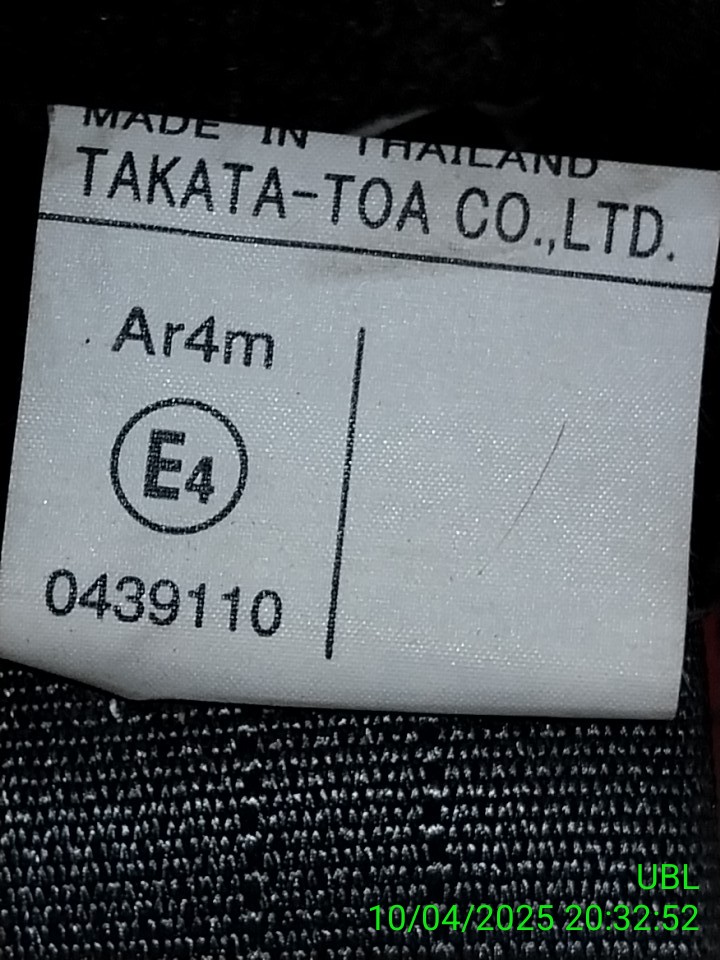 MADE IN THAILAND
TAKATA-TOA CO.,LTD.
Ar4m
E4
0439110
UBL
10/04/2025 20:32:52